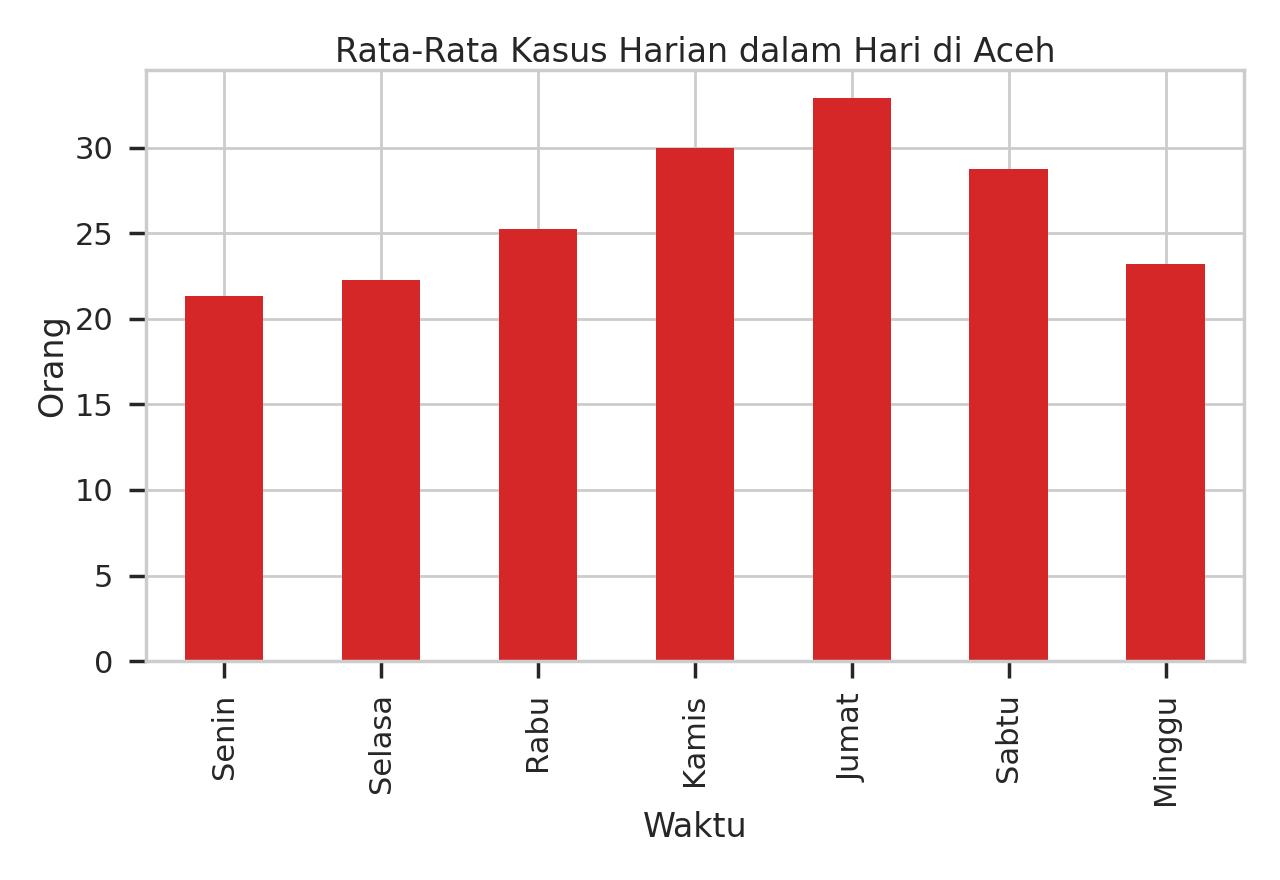 Rata-Rata Kasus Harian dalam Hari di Aceh
Orang
30
25
20
15
10
5
0
Senin
Selasa
Rabu
Kamis
Jumat
Sabtu
Minggu
Waktu